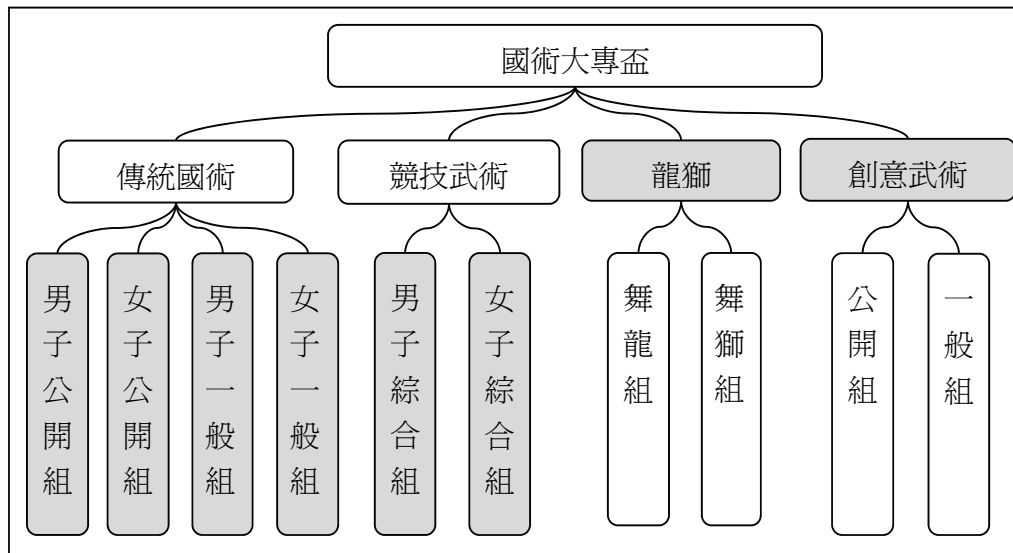 國術大專盃
傳統國術
競技武術
龍獅
創意武術
男子公開組
女子公開組
男子一般組
女子一般組
男子綜合組
女子綜合組
舞龍組
舞獅組
公開組
一般組